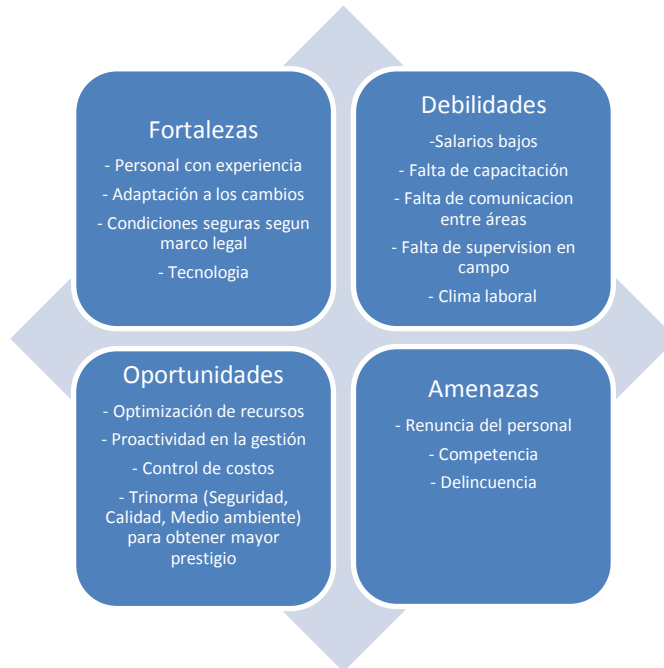 Fortalezas
- Personal con experiencia
- Adaptación a los cambios
- Condiciones seguras segun
marco legal
- Tecnologia
Debilidades
-Salarios bajos
- Falta de capacitación
- Falta de comunicacion
entre áreas
- Falta de supervision en
campo
- Clima laboral
Oportunidades
- Optimización de recursos
- Proactividad en la gestión
- Control de costos
- Trinorma (Seguridad,
Calidad, Medio ambiente)
para obtener mayor
prestigio
Amenazas
- Renuncia del personal
- Competencia
- Delincuencia